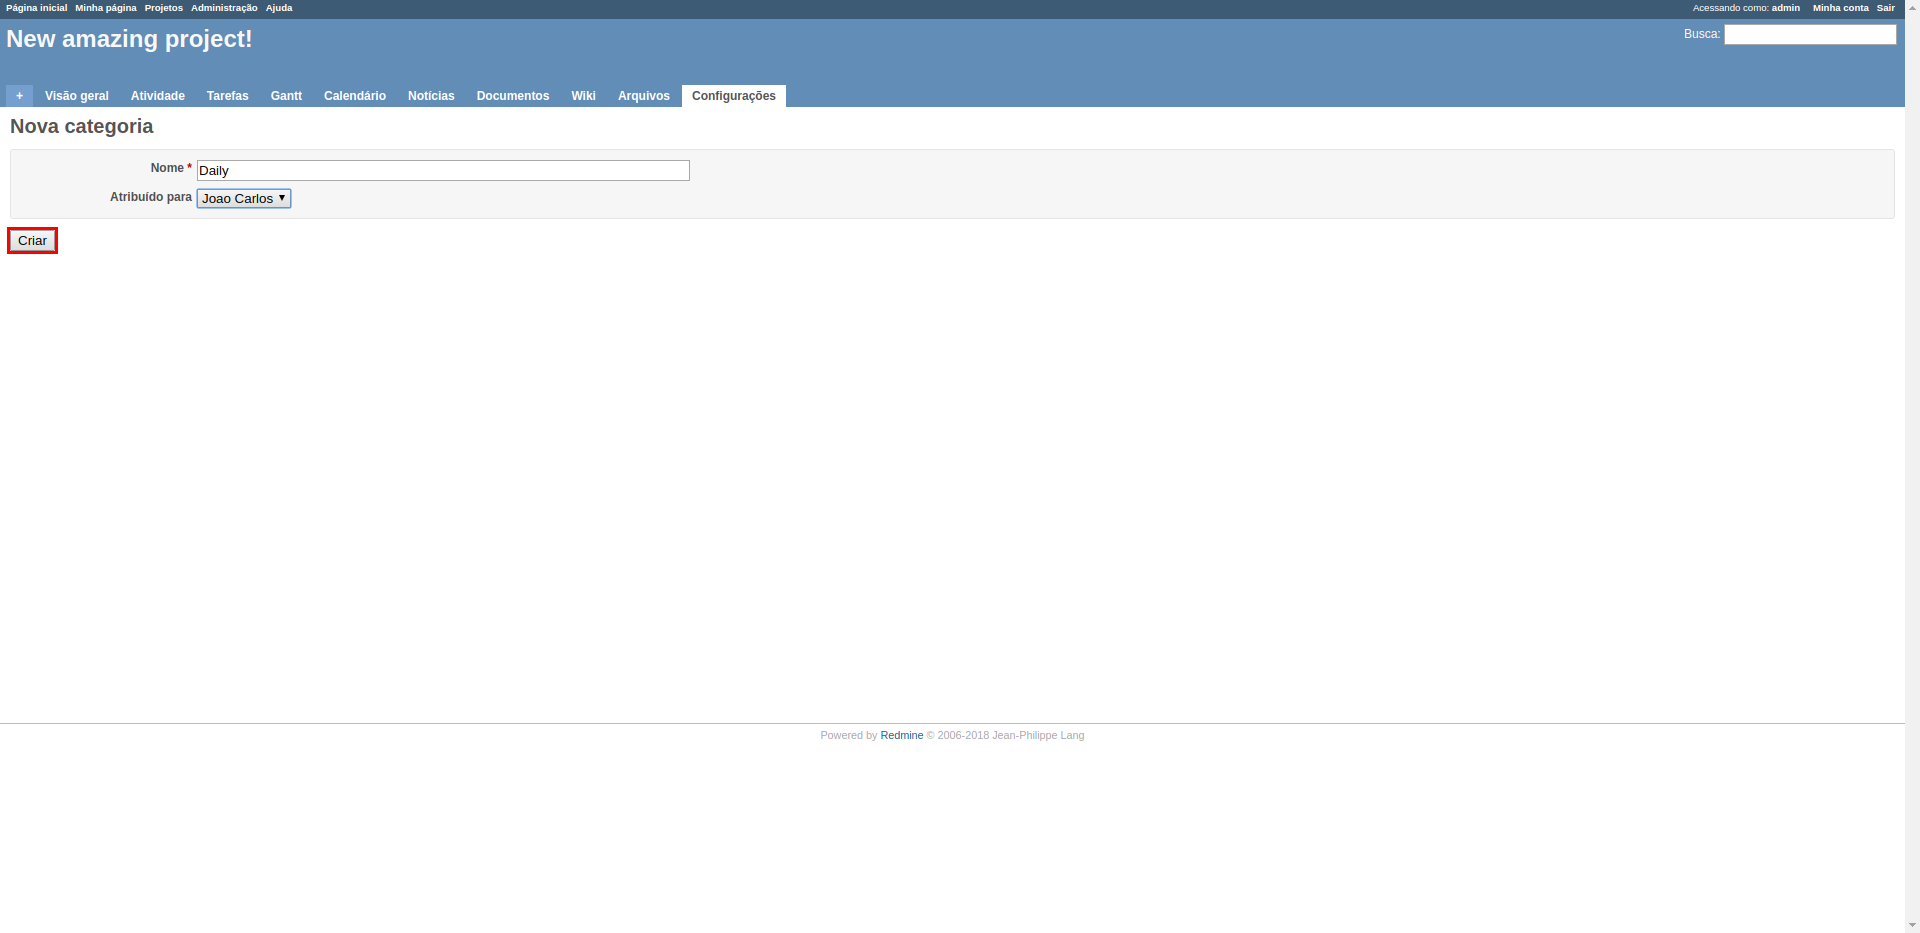 Página inicial Minha página Projetos Administração Ajuda Acessando como: admin Minha conta Sair
New amazing project! Busca:
+ Visão geral Atividade Tarefas Gantt Calendário Notícias Documentos Wiki Arquivos Configurações
Nova categoria
Nome * Daily
Atribuído para Joao Carlos
Criar
Powered by Redmine © 2006-2018 Jean-Philippe Lang